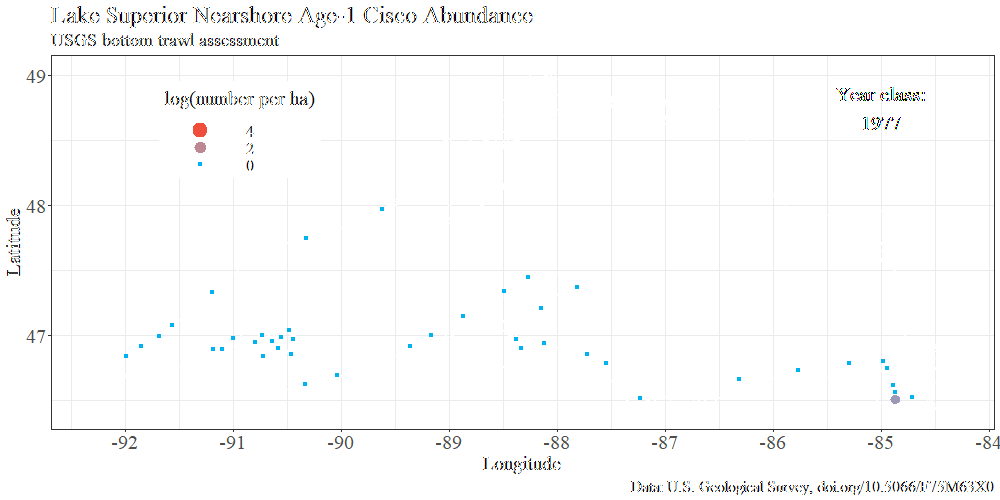 Lake Superior Nearshore Age-1 Cisco Abundance
USGS bottom trawl assessment
49
48
47
Latitude
log(number per ha)
4
2
0
Year class:
1977
-92 -91 -90 -89 -88 -87 -86 -85 -84
Longitude
Data: U.S. Geological Survey, doi.org/10.5066/F75M63X0